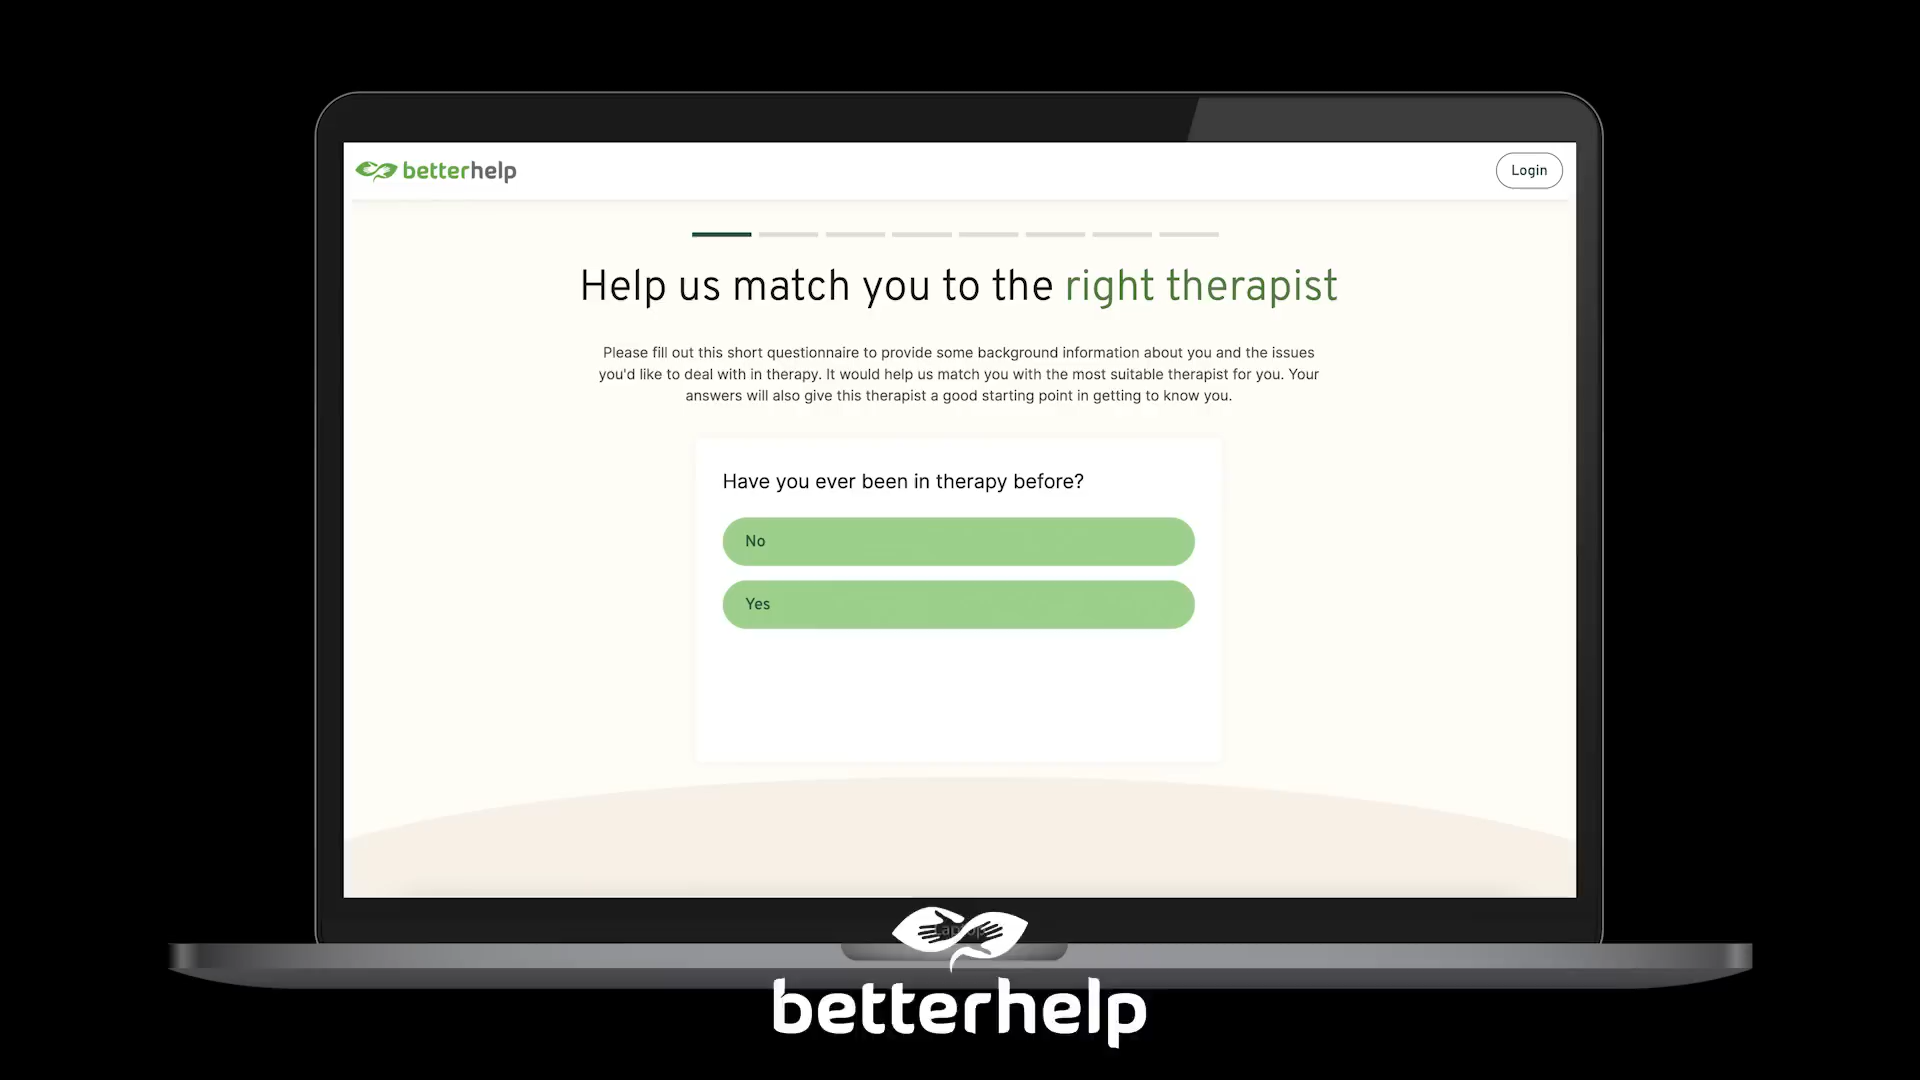 betterhelp
Login
Help us match you to the right therapist
Please fill out this short questionnaire to provide some background information about you and the issues
you'd like to deal with in therapy. It would help us match you with the most suitable therapist for you. Your
answers will also give this therapist a good starting point in getting to know you.
Have you ever been in therapy before?
No
Yes
Laptop
betterhelp